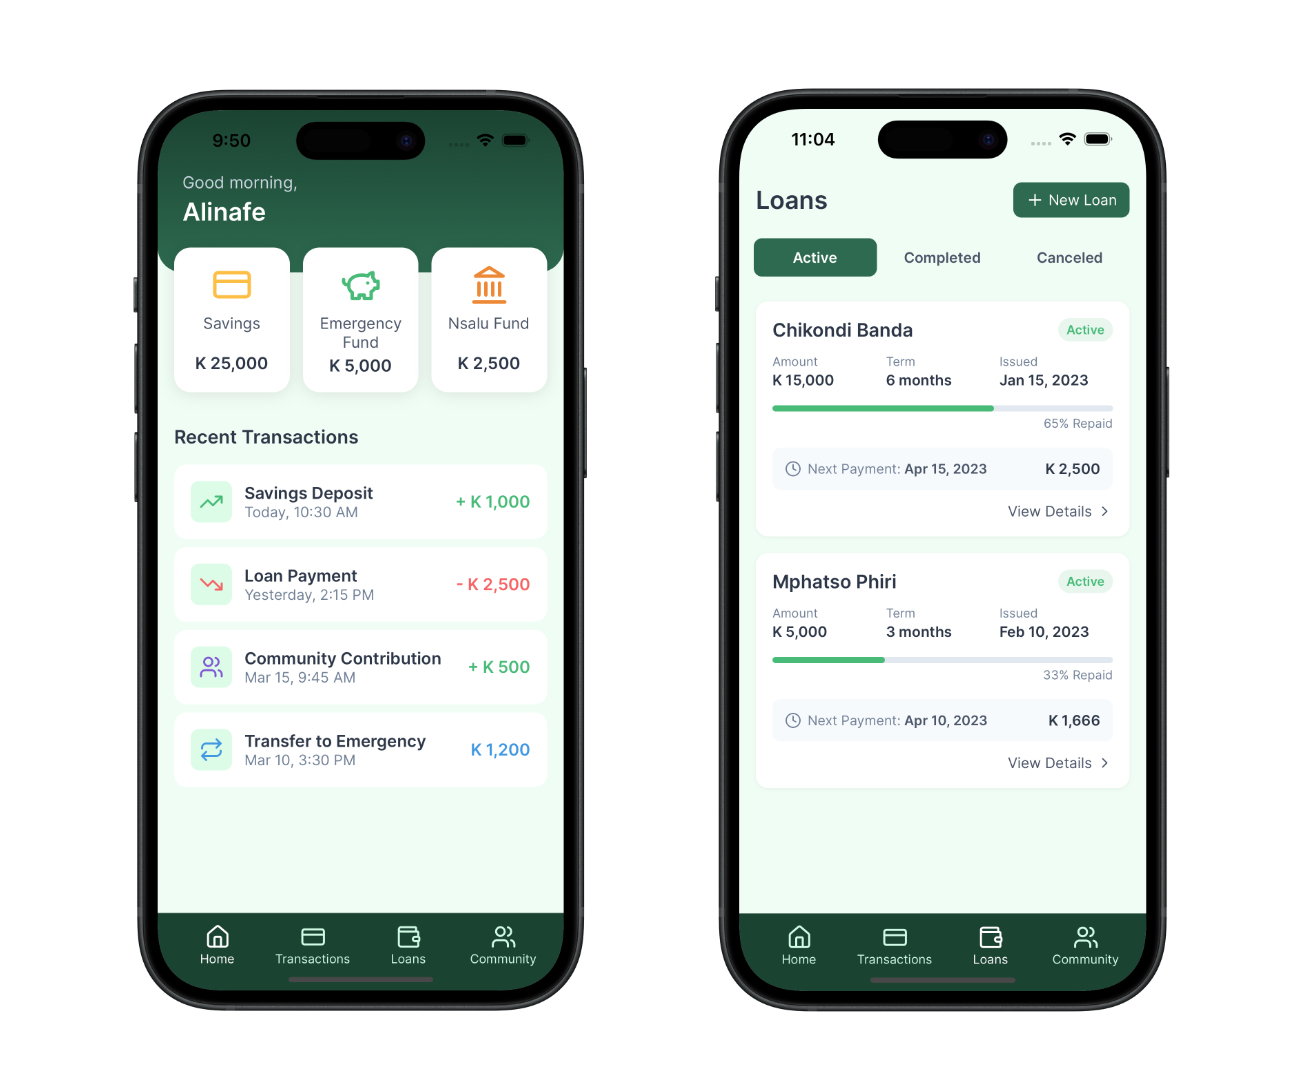 9:50
Good morning,
Alinafe
Savings
K 25,000
Emergency
Fund
K 5,000
Nsalu Fund
K 2,500
Recent Transactions
Savings Deposit
Today, 10:30 AM
+ K 1,000
Loan Payment
Yesterday, 2:15 PM
- K 2,500
Community Contribution
Mar 15, 9:45 AM
+ K 500
Transfer to Emergency
Mar 10, 3:30 PM
K 1,200
Home
Transactions
Loans
Community
11:04
Loans
+ New Loan
Active
Completed
Canceled
Chikondi Banda
Active
Amount
K 15,000
Term
6 months
Issued
Jan 15, 2023
65% Repaid
Next Payment: Apr 15, 2023
K 2,500
View Details
Mphatso Phiri
Active
Amount
K 5,000
Term
3 months
Issued
Feb 10, 2023
33% Repaid
Next Payment: Apr 10, 2023
K 1,666
View Details
Home
Transactions
Loans
Community